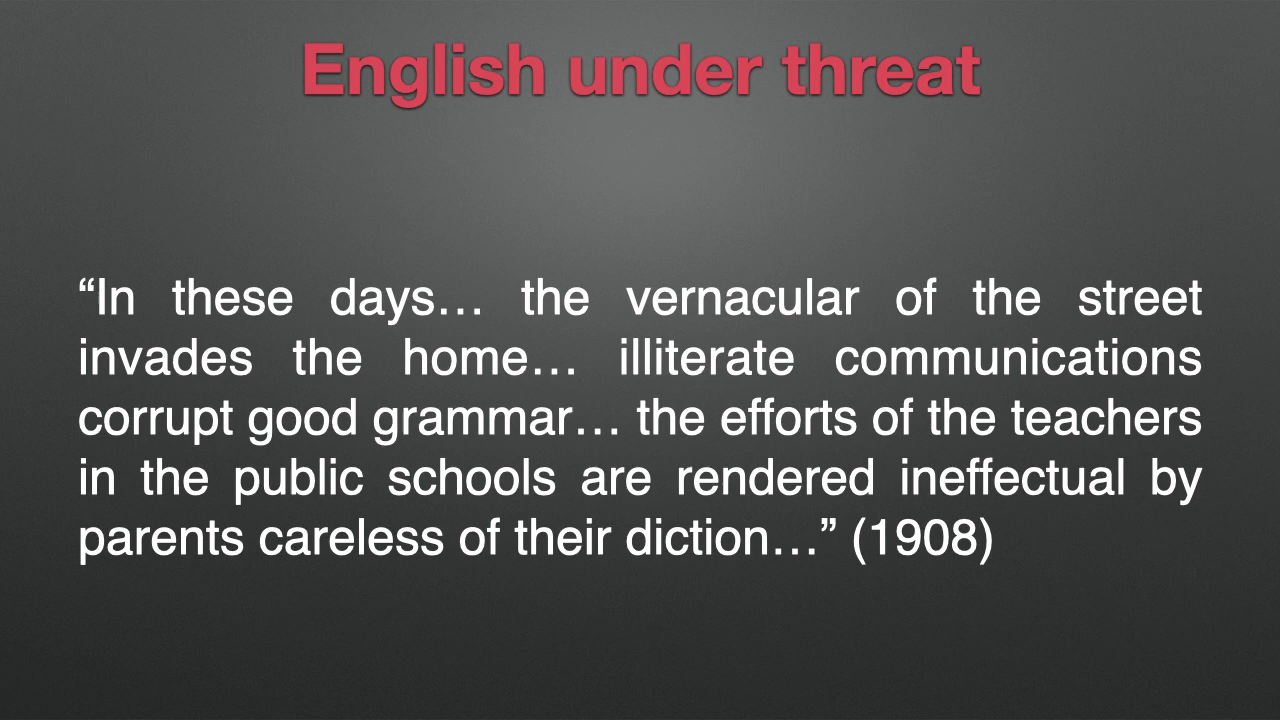 English under threat
“In these days… the vernacular of the street
invades the home… illiterate communications
corrupt good grammar… the efforts of the teachers
in the public schools are rendered ineffectual by
parents careless of their diction…” (1908)